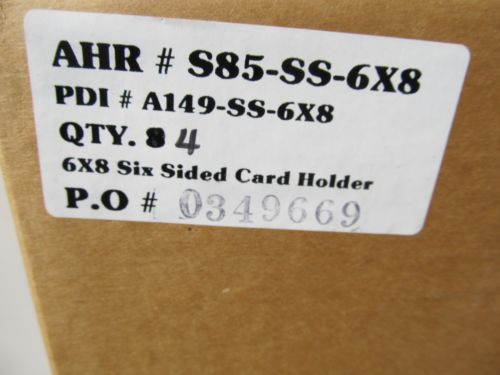 AHR # S85-SS-6X8
PDI # A149-SS-6X8
QTY. 8 4
6X8 Six Sided Card Holder
P.O # 0349669